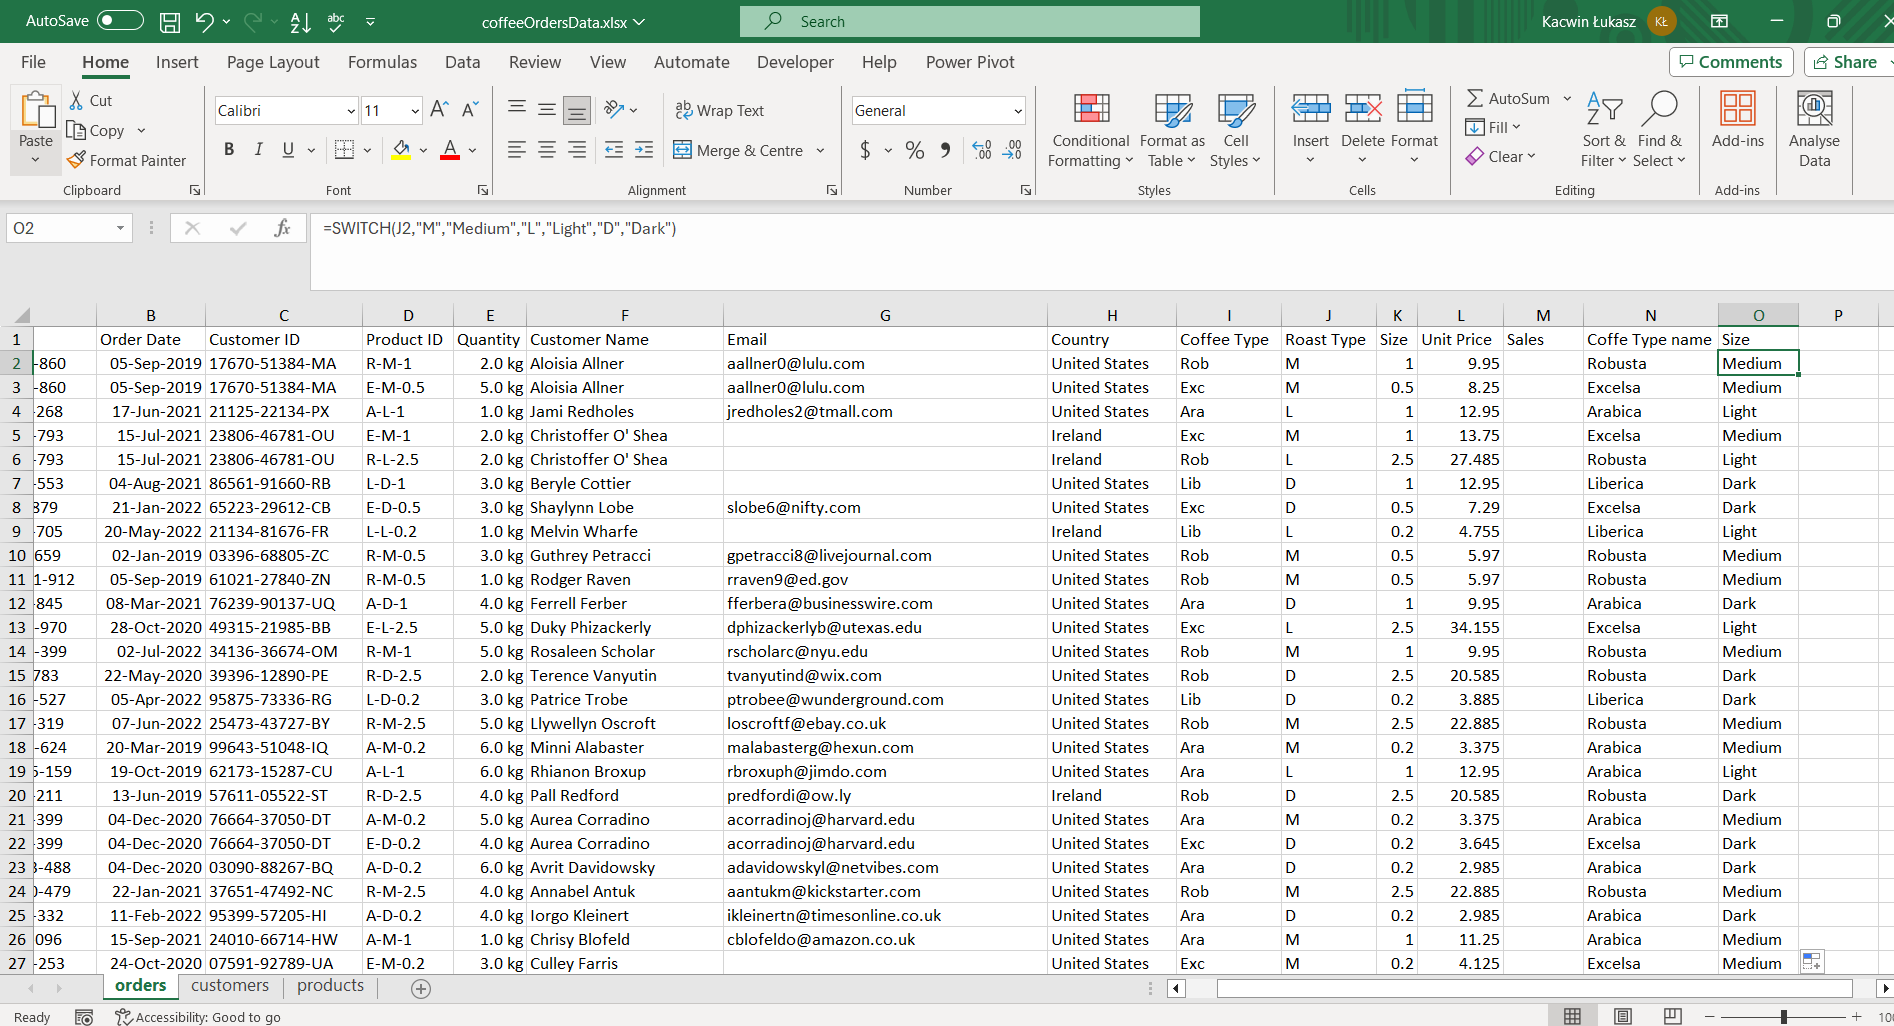 AutoSave
coffeeOrdersData.xlsx
Search
Kacwin Łukasz
KŁ
File Home Insert Page Layout Formulas Data Review View Automate Developer Help Power Pivot
Comments
Share
Paste
Cut
Copy
Format Painter
Clipboard
Calibri 11
B I U
Font
Wrap Text
Merge & Centre
Alignment
General
$ % ,
Number
Conditional Formatting
Format as Table
Cell Styles
Styles
Insert Delete Format
Cells
AutoSum
Fill
Clear
Sort & Filter
Find & Select
Editing
Add-ins
Add-ins
Analyse Data
O2
fx
=SWITCH(J2,"M","Medium","L","Light","D","Dark")
B C D E F G H I J K L M N O P
1 Order Date Customer ID Product ID Quantity Customer Name Email Country Coffee Type Roast Type Size Unit Price Sales Coffe Type name Size
2 -860 05-Sep-2019 17670-51384-MA R-M-1 2.0 kg Aloisia Allner aallner0@lulu.com United States Rob M 1 9.95 Robusta Medium
3 -860 05-Sep-2019 17670-51384-MA E-M-0.5 5.0 kg Aloisia Allner aallner0@lulu.com United States Exc M 0.5 8.25 Excelsa Medium
4 -268 17-Jun-2021 21125-22134-PX A-L-1 1.0 kg Jami Redholes jredholes2@tmall.com United States Ara L 1 12.95 Arabica Light
5 -793 15-Jul-2021 23806-46781-OU E-M-1 2.0 kg Christoffer O' Shea Ireland Exc M 1 13.75 Excelsa Medium
6 -793 15-Jul-2021 23806-46781-OU R-L-2.5 2.0 kg Christoffer O' Shea Ireland Rob L 2.5 27.485 Robusta Light
7 -553 04-Aug-2021 86561-91660-RB L-D-1 3.0 kg Beryle Cottier United States Lib D 1 12.95 Liberica Dark
8 879 21-Jan-2022 65223-29612-CB E-D-0.5 3.0 kg Shaylynn Lobe slobe6@nifty.com United States Exc D 0.5 7.29 Excelsa Dark
9 -705 20-May-2022 21134-81676-FR L-L-0.2 1.0 kg Melvin Wharfe Ireland Lib L 0.2 4.755 Liberica Light
10 659 02-Jan-2019 03396-68805-ZC R-M-0.5 3.0 kg Guthrey Petracci gpetracci8@livejournal.com United States Rob M 0.5 5.97 Robusta Medium
11 1-912 05-Sep-2019 61021-27840-ZN R-M-0.5 1.0 kg Rodger Raven rraven9@ed.gov United States Rob M 0.5 5.97 Robusta Medium
12 -845 08-Mar-2021 76239-90137-UQ A-D-1 4.0 kg Ferrell Ferber fferbera@businesswire.com United States Ara D 1 9.95 Arabica Dark
13 -970 28-Oct-2020 49315-21985-BB E-L-2.5 5.0 kg Duky Phizackerly dphizackerlyb@utexas.edu United States Exc L 2.5 34.155 Excelsa Light
14 -399 02-Jul-2022 34136-36674-OM R-M-1 5.0 kg Rosaleen Scholar rscholarc@nyu.edu United States Rob M 1 9.95 Robusta Medium
15 783 22-May-2020 39396-12890-PE R-D-2.5 2.0 kg Terence Vanyutin tvanyutind@wix.com United States Rob D 2.5 20.585 Robusta Dark
16 -527 05-Apr-2022 95875-73336-RG L-D-0.2 3.0 kg Patrice Trobe ptrobee@wunderground.com United States Lib D 0.2 3.885 Liberica Dark
17 -319 07-Jun-2022 25473-43727-BY R-M-2.5 5.0 kg Llywellyn Oscroft loscroftf@ebay.co.uk United States Rob M 2.5 22.885 Robusta Medium
18 -624 20-Mar-2019 99643-51048-IQ A-M-0.2 6.0 kg Minni Alabaster malabasterg@hexun.com United States Ara M 0.2 3.375 Arabica Medium
19 5-159 19-Oct-2019 62173-15287-CU A-L-1 6.0 kg Rhianon Broxup rbroxuph@jimdo.com United States Ara L 1 12.95 Arabica Light
20 -211 13-Jun-2019 57611-05522-ST R-D-2.5 4.0 kg Pall Redford predfordi@ow.ly Ireland Rob D 2.5 20.585 Robusta Dark
21 -399 04-Dec-2020 76664-37050-DT A-M-0.2 5.0 kg Aurea Corradino acorradinoj@harvard.edu United States Ara M 0.2 3.375 Arabica Medium
22 -399 04-Dec-2020 76664-37050-DT E-D-0.2 4.0 kg Aurea Corradino acorradinoj@harvard.edu United States Exc D 0.2 3.645 Excelsa Dark
23 3-488 04-Dec-2020 03090-88267-BQ A-D-0.2 6.0 kg Avrit Davidowsky adavidowskyl@netvibes.com United States Ara D 0.2 2.985 Arabica Dark
24 0-479 22-Jan-2021 37651-47492-NC R-M-2.5 4.0 kg Annabel Antuk aantukm@kickstarter.com United States Rob M 2.5 22.885 Robusta Medium
25 -332 11-Feb-2022 95399-57205-HI A-D-0.2 4.0 kg Iorgo Kleinert ikleinertn@timesonline.co.uk United States Ara D 0.2 2.985 Arabica Dark
26 096 15-Sep-2021 24010-66714-HW A-M-1 1.0 kg Chrisy Blofeld cblofeldo@amazon.co.uk United States Ara M 1 11.25 Arabica Medium
27 -253 24-Oct-2020 07591-92789-UA E-M-0.2 3.0 kg Culley Farris United States Exc M 0.2 4.125 Excelsa Medium
orders customers products
Ready Accessibility: Good to go